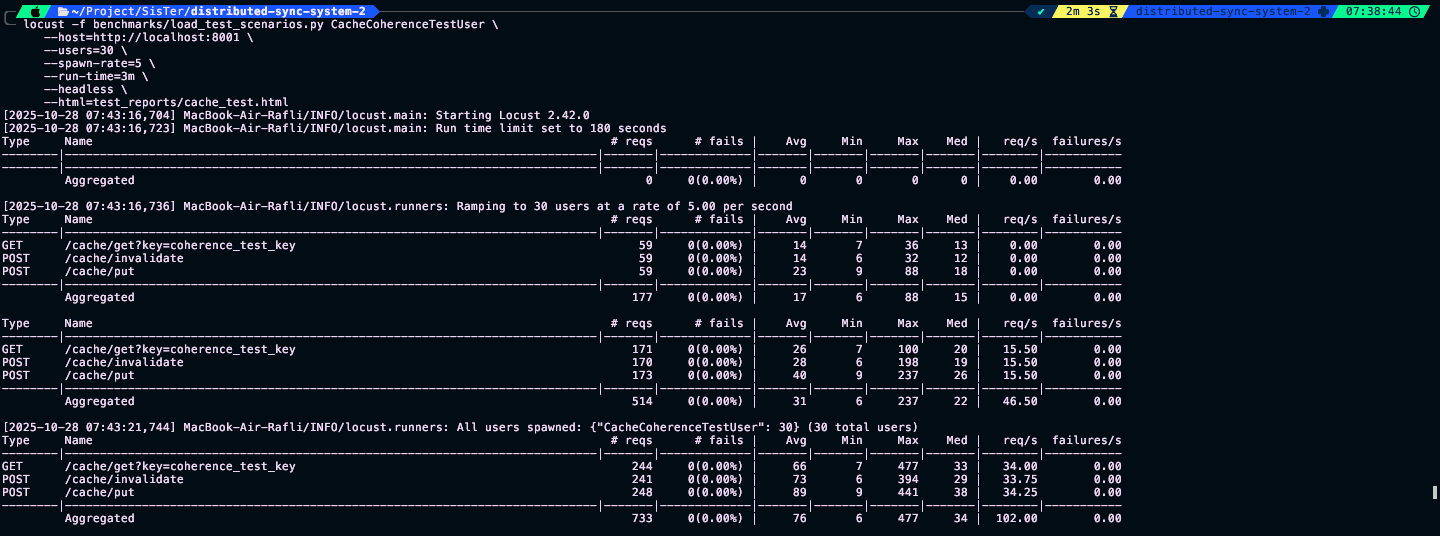 ~/Project/SisTer/distributed-sync-system-2 ✔ 2m 3s distributed-sync-system-2 07:38:44
locust -f benchmarks/load_test_scenarios.py CacheCoherenceTestUser \
--host=http://localhost:8001 \
--users=30 \
--spawn-rate=5 \
--run-time=3m \
--headless \
--html=test_reports/cache_test.html
[2025-10-28 07:43:16,704] MacBook-Air-Rafli/INFO/locust.main: Starting Locust 2.42.0
[2025-10-28 07:43:16,723] MacBook-Air-Rafli/INFO/locust.main: Run time limit set to 180 seconds
Type Name # reqs # fails | Avg Min Max Med | req/s failures/s
Aggregated 0 0(0.00%) | 0 0 0 0 | 0.00 0.00
[2025-10-28 07:43:16,736] MacBook-Air-Rafli/INFO/locust.runners: Ramping to 30 users at a rate of 5.00 per second
Type Name # reqs # fails | Avg Min Max Med | req/s failures/s
GET /cache/get?key=coherence_test_key 59 0(0.00%) | 14 7 36 13 | 0.00 0.00
POST /cache/invalidate 59 0(0.00%) | 14 6 32 12 | 0.00 0.00
POST /cache/put 59 0(0.00%) | 23 9 88 18 | 0.00 0.00
Aggregated 177 0(0.00%) | 17 6 88 15 | 0.00 0.00
Type Name # reqs # fails | Avg Min Max Med | req/s failures/s
GET /cache/get?key=coherence_test_key 171 0(0.00%) | 26 7 100 20 | 15.50 0.00
POST /cache/invalidate 170 0(0.00%) | 28 6 198 19 | 15.50 0.00
POST /cache/put 173 0(0.00%) | 40 9 237 26 | 15.50 0.00
Aggregated 514 0(0.00%) | 31 6 237 22 | 46.50 0.00
[2025-10-28 07:43:21,744] MacBook-Air-Rafli/INFO/locust.runners: All users spawned: {"CacheCoherenceTestUser": 30} (30 total users)
Type Name # reqs # fails | Avg Min Max Med | req/s failures/s
GET /cache/get?key=coherence_test_key 244 0(0.00%) | 66 7 477 33 | 34.00 0.00
POST /cache/invalidate 241 0(0.00%) | 73 6 394 29 | 33.75 0.00
POST /cache/put 248 0(0.00%) | 89 9 441 38 | 34.25 0.00
Aggregated 733 0(0.00%) | 76 6 477 34 | 102.00 0.00